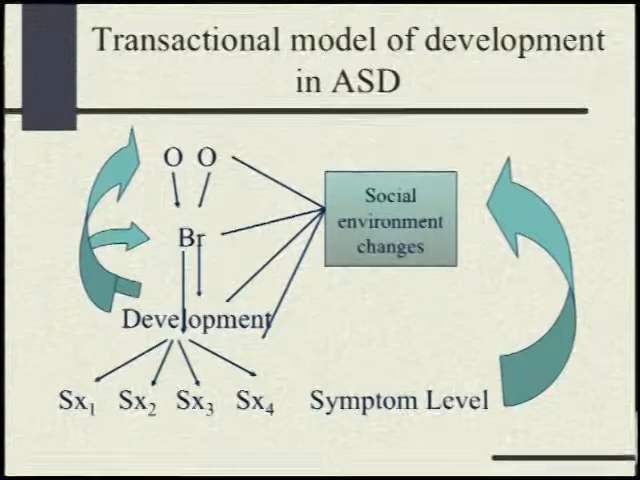 Transactional model of development
in ASD
O O
Social
environment
changes
Br
Development
Sx₁ Sx₂ Sx₃ Sx₄ Symptom Level